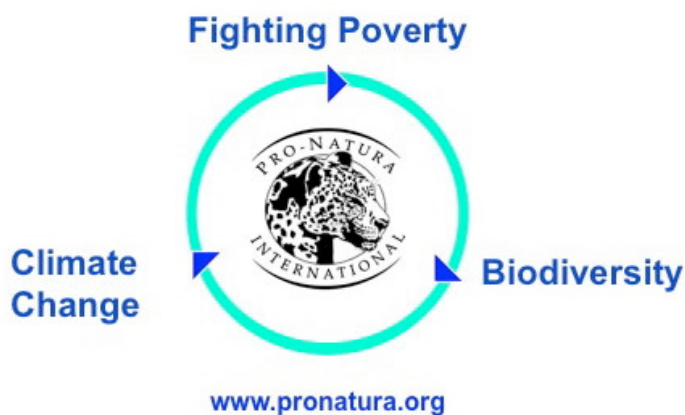 Fighting Poverty
PRO-NATURA
INTERNATIONAL
Climate
Change
Biodiversity
www.pronatura.org